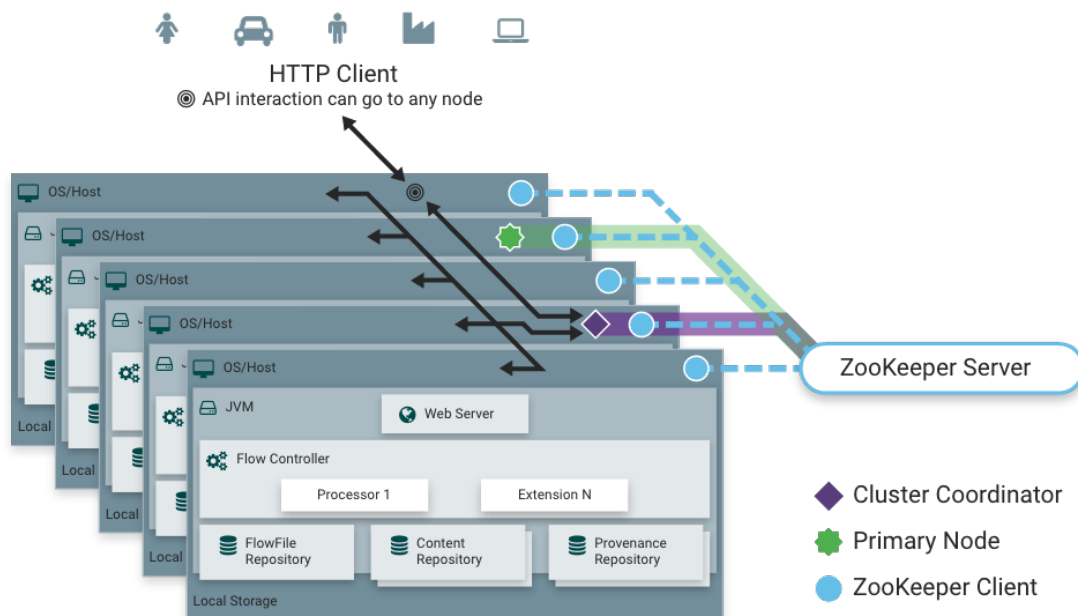 HTTP Client
API interaction can go to any node
OS/Host
OS/Host
OS/Host
OS/Host
OS/Host
ZooKeeper Server
JVM
Web Server
Flow Controller
Processor 1
Extension N
FlowFile
Repository
Content
Repository
Provenance
Repository
Local
Local
Local
Local
Local Storage
Cluster Coordinator
Primary Node
ZooKeeper Client